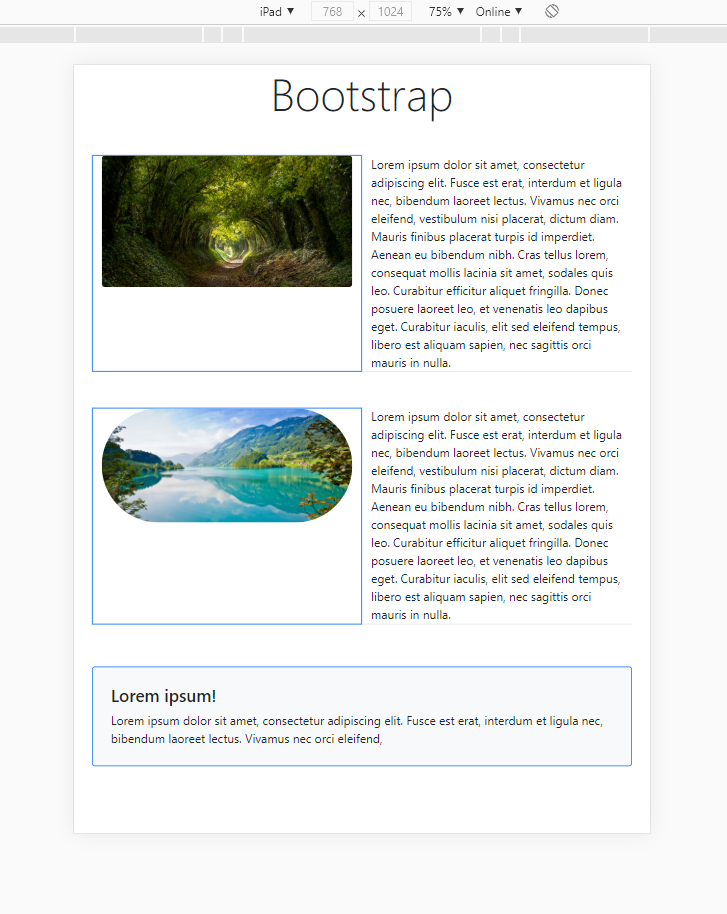 iPad ▼ 768 × 1024 75% ▼ Online ▼
Bootstrap
Lorem ipsum dolor sit amet, consectetur
adipiscing elit. Fusce est erat, interdum et ligula
nec, bibendum laoreet lectus. Vivamus nec orci
eleifend, vestibulum nisi placerat, dictum diam.
Mauris finibus placerat turpis id imperdiet.
Aenean eu bibendum nibh. Cras tellus lorem,
consequat mollis lacinia sit amet, sodales quis
leo. Curabitur efficitur aliquet fringilla. Donec
posuere laoreet leo, et venenatis leo dapibus
eget. Curabitur iaculis, elit sed eleifend tempus,
libero est aliquam sapien, nec sagittis orci
mauris in nulla.
Lorem ipsum dolor sit amet, consectetur
adipiscing elit. Fusce est erat, interdum et ligula
nec, bibendum laoreet lectus. Vivamus nec orci
eleifend, vestibulum nisi placerat, dictum diam.
Mauris finibus placerat turpis id imperdiet.
Aenean eu bibendum nibh. Cras tellus lorem,
consequat mollis lacinia sit amet, sodales quis
leo. Curabitur efficitur aliquet fringilla. Donec
posuere laoreet leo, et venenatis leo dapibus
eget. Curabitur iaculis, elit sed eleifend tempus,
libero est aliquam sapien, nec sagittis orci
mauris in nulla.
Lorem ipsum!
Lorem ipsum dolor sit amet, consectetur adipiscing elit. Fusce est erat, interdum et ligula nec,
bibendum laoreet lectus. Vivamus nec orci eleifend,